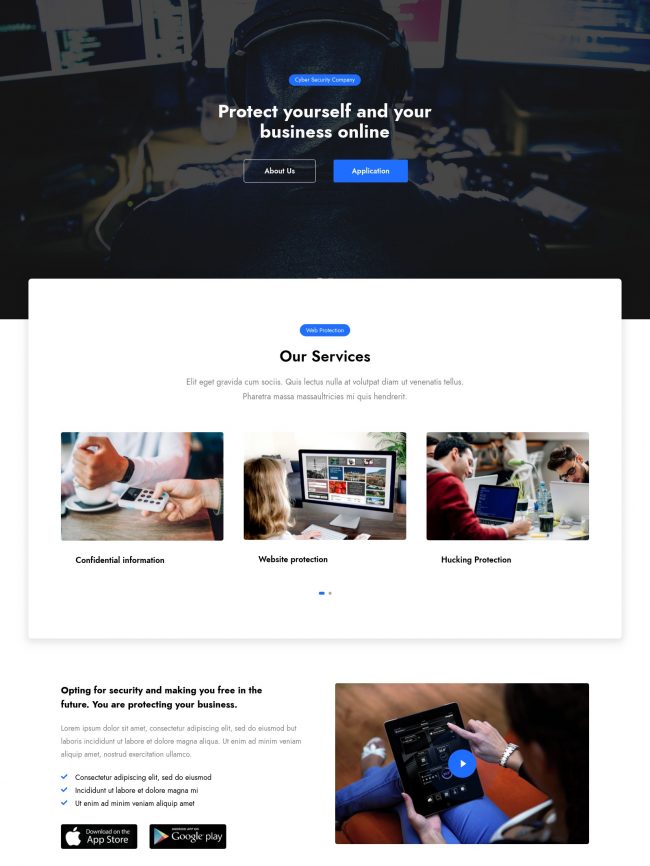 Cyber Security Company
Protect yourself and your
business online
About Us
Application
Web Protection
Our Services
Elit eget gravida cum sociis. Quis lectus nulla at volutpat diam ut venenatis tellus.
Pharetra massa massaultricies mi quis hendrerit.
Confidential information
Website protection
Hucking Protection
Opting for security and making you free in the
future. You are protecting your business.
Lorem ipsum dolor sit amet, consectetur adipiscing elit, sed do eiusmod but
laboris incididunt ut labore et dolore magna aliqua. Ut enim ad minim veniam
aliquip amet, nostrud exercitation ullamco.
Consectetur adipiscing elit, sed do eiusmod
Incididunt ut labore et dolore magna mi
Ut enim ad minim veniam aliquip amet
Download on the
App Store
ANDROID APP ON
Google play